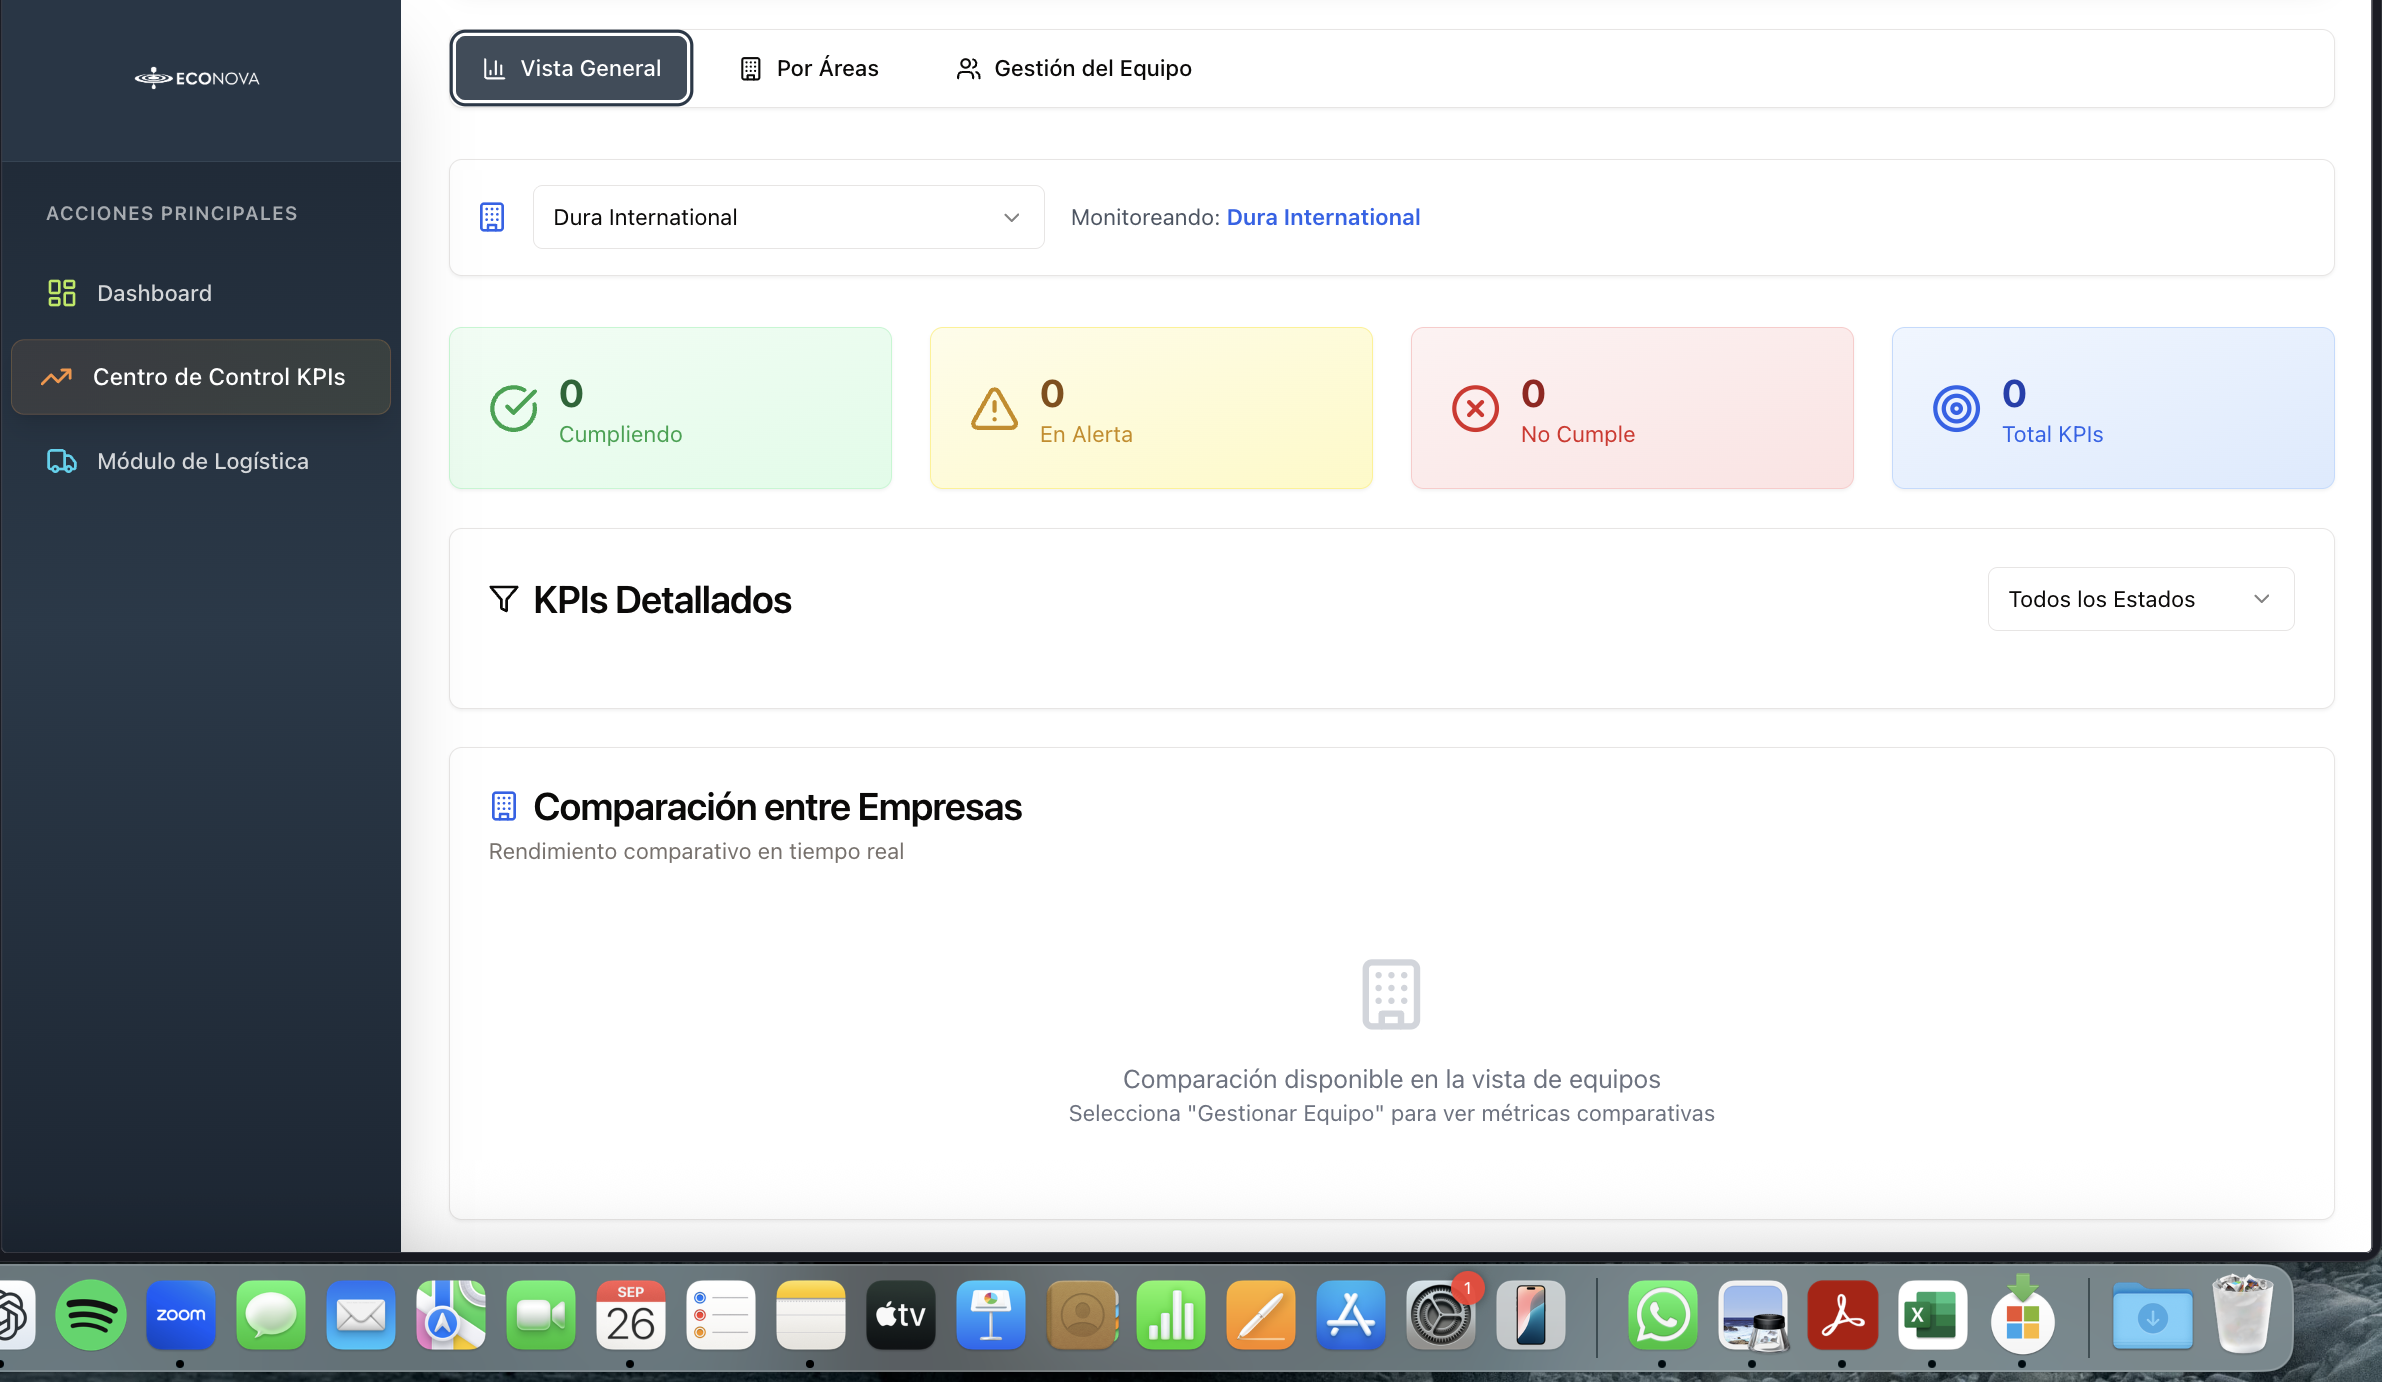 ECONOVA
ACCIONES PRINCIPALES
Dashboard
Centro de Control KPIs
Módulo de Logística
Vista General
Por Áreas
Gestión del Equipo
Dura International
Monitoreando: Dura International
0
Cumpliendo
0
En Alerta
0
No Cumple
0
Total KPIs
KPIs Detallados
Todos los Estados
Comparación entre Empresas
Rendimiento comparativo en tiempo real
Comparación disponible en la vista de equipos
Selecciona "Gestionar Equipo" para ver métricas comparativas
zoom
SEP
26
tv
1
X